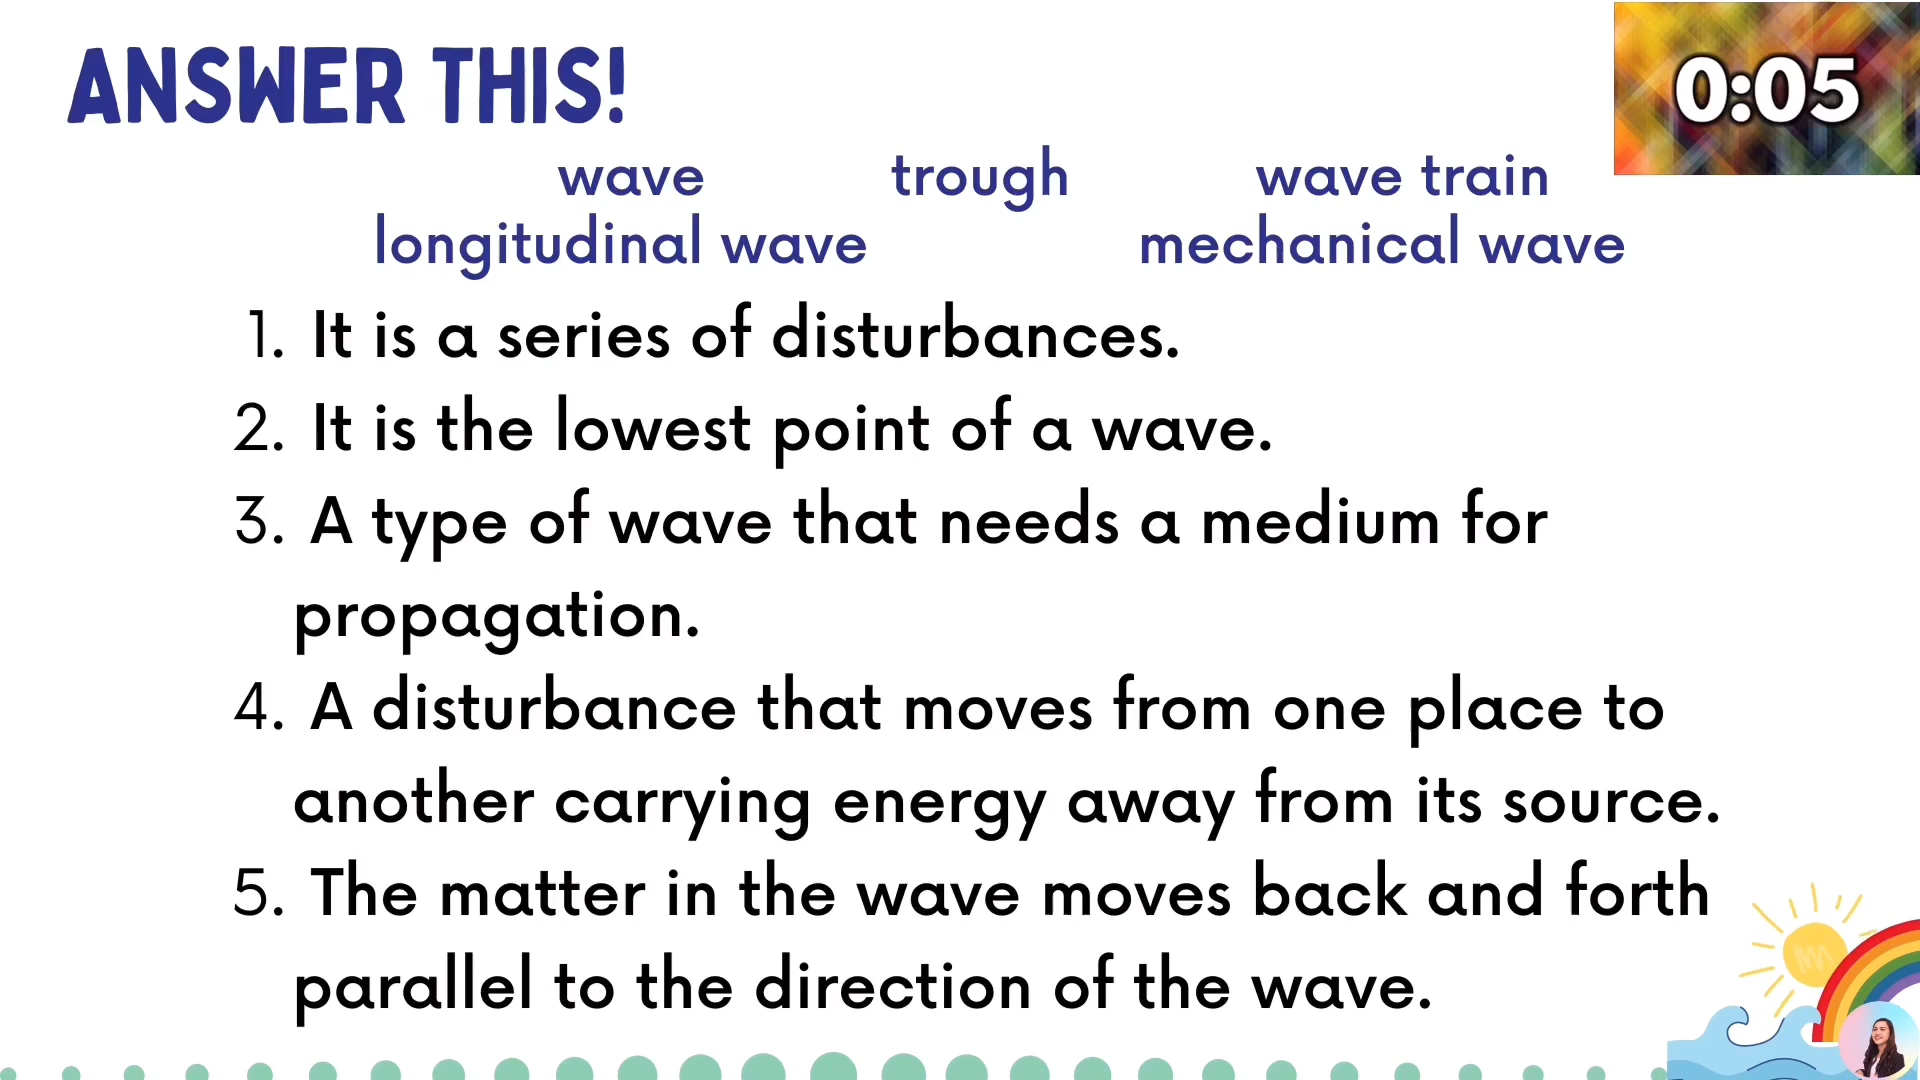 ANSWER THIS!
0:05
wave trough wave train
longitudinal wave mechanical wave
1. It is a series of disturbances.
2. It is the lowest point of a wave.
3. A type of wave that needs a medium for
propagation.
4. A disturbance that moves from one place to
another carrying energy away from its source.
5. The matter in the wave moves back and forth
parallel to the direction of the wave.